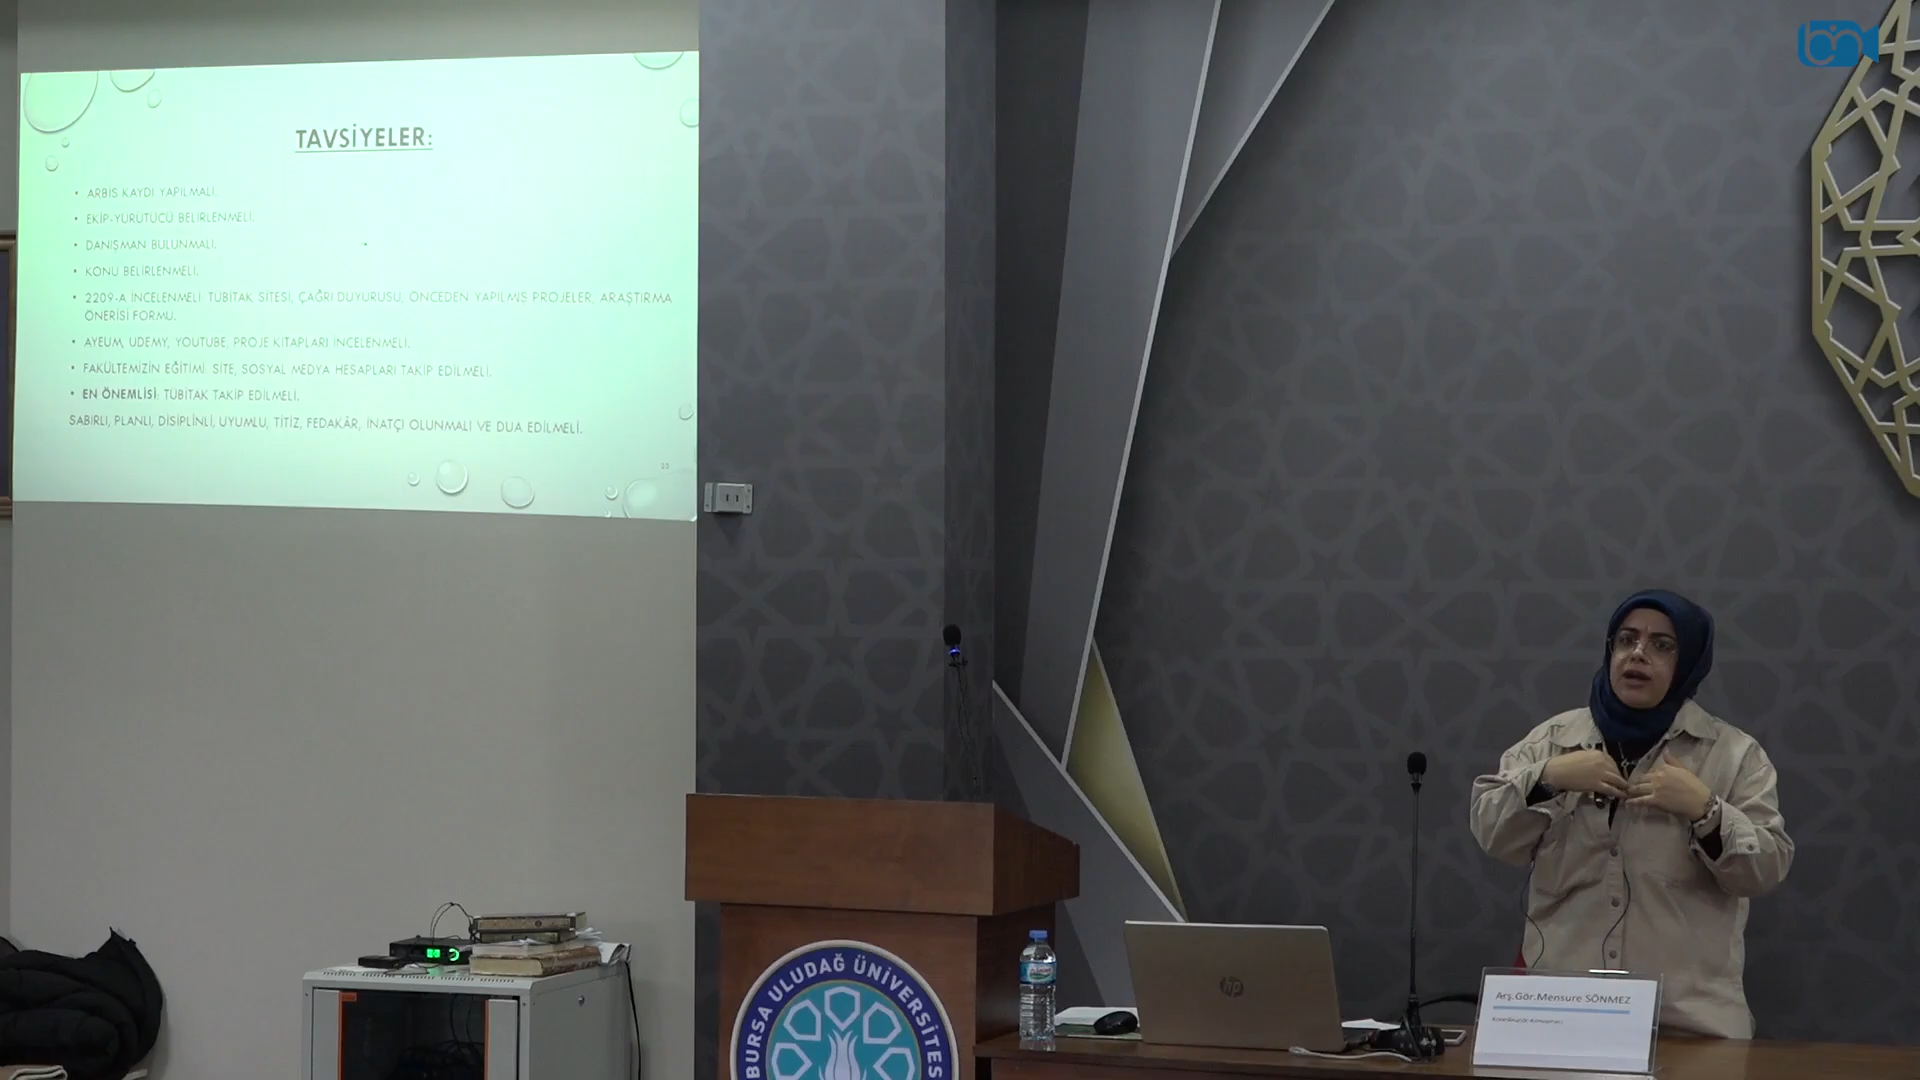 TAVSİYELER:
• ARBİS KAYDI YAPILMALI.
• EKİP-YÜRÜTÜCÜ BELİRLENMELİ.
• DANIŞMAN BULUNMALI.
• KONU BELİRLENMELİ.
• 2209-A İNCELENMELİ: TÜBİTAK SİTESİ, ÇAĞRI DUYURUSU, ÖNCEDEN YAPILMIŞ PROJELER, ARAŞTIRMA
ÖNERİSİ FORMU.
• AYEUM, UDEMY, YOUTUBE, PROJE KİTAPLARI İNCELENMELİ.
• FAKÜLTEMİZİN EĞİTİMİ: SİTE, SOSYAL MEDYA HESAPLARI TAKİP EDİLMELİ.
• EN ÖNEMLİSİ: TÜBİTAK TAKİP EDİLMELİ.
SABIRLI, PLANLI, DİSİPLİNLİ, UYUMLU, TİTİZ, FEDAKÂR, İNATÇI OLUNMALI VE DUA EDİLMELİ.
BURSA ULUDAĞ ÜNİVERSİTES
hp
Arş.Gör.Mensure SÖNMEZ